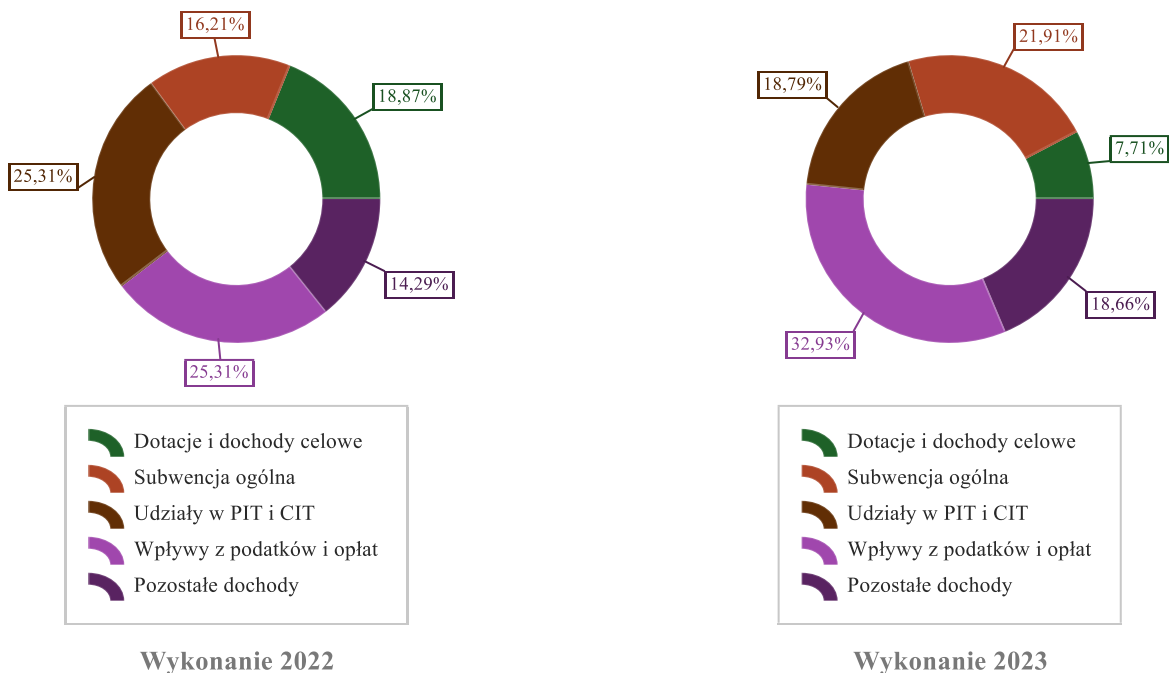 16,21%
18,87%
25,31%
14,29%
25,31%
Dotacje i dochody celowe
Subwencja ogólna
Udziały w PIT i CIT
Wpływy z podatków i opłat
Pozostałe dochody
Wykonanie 2022
21,91%
18,79%
7,71%
18,66%
32,93%
Dotacje i dochody celowe
Subwencja ogólna
Udziały w PIT i CIT
Wpływy z podatków i opłat
Pozostałe dochody
Wykonanie 2023